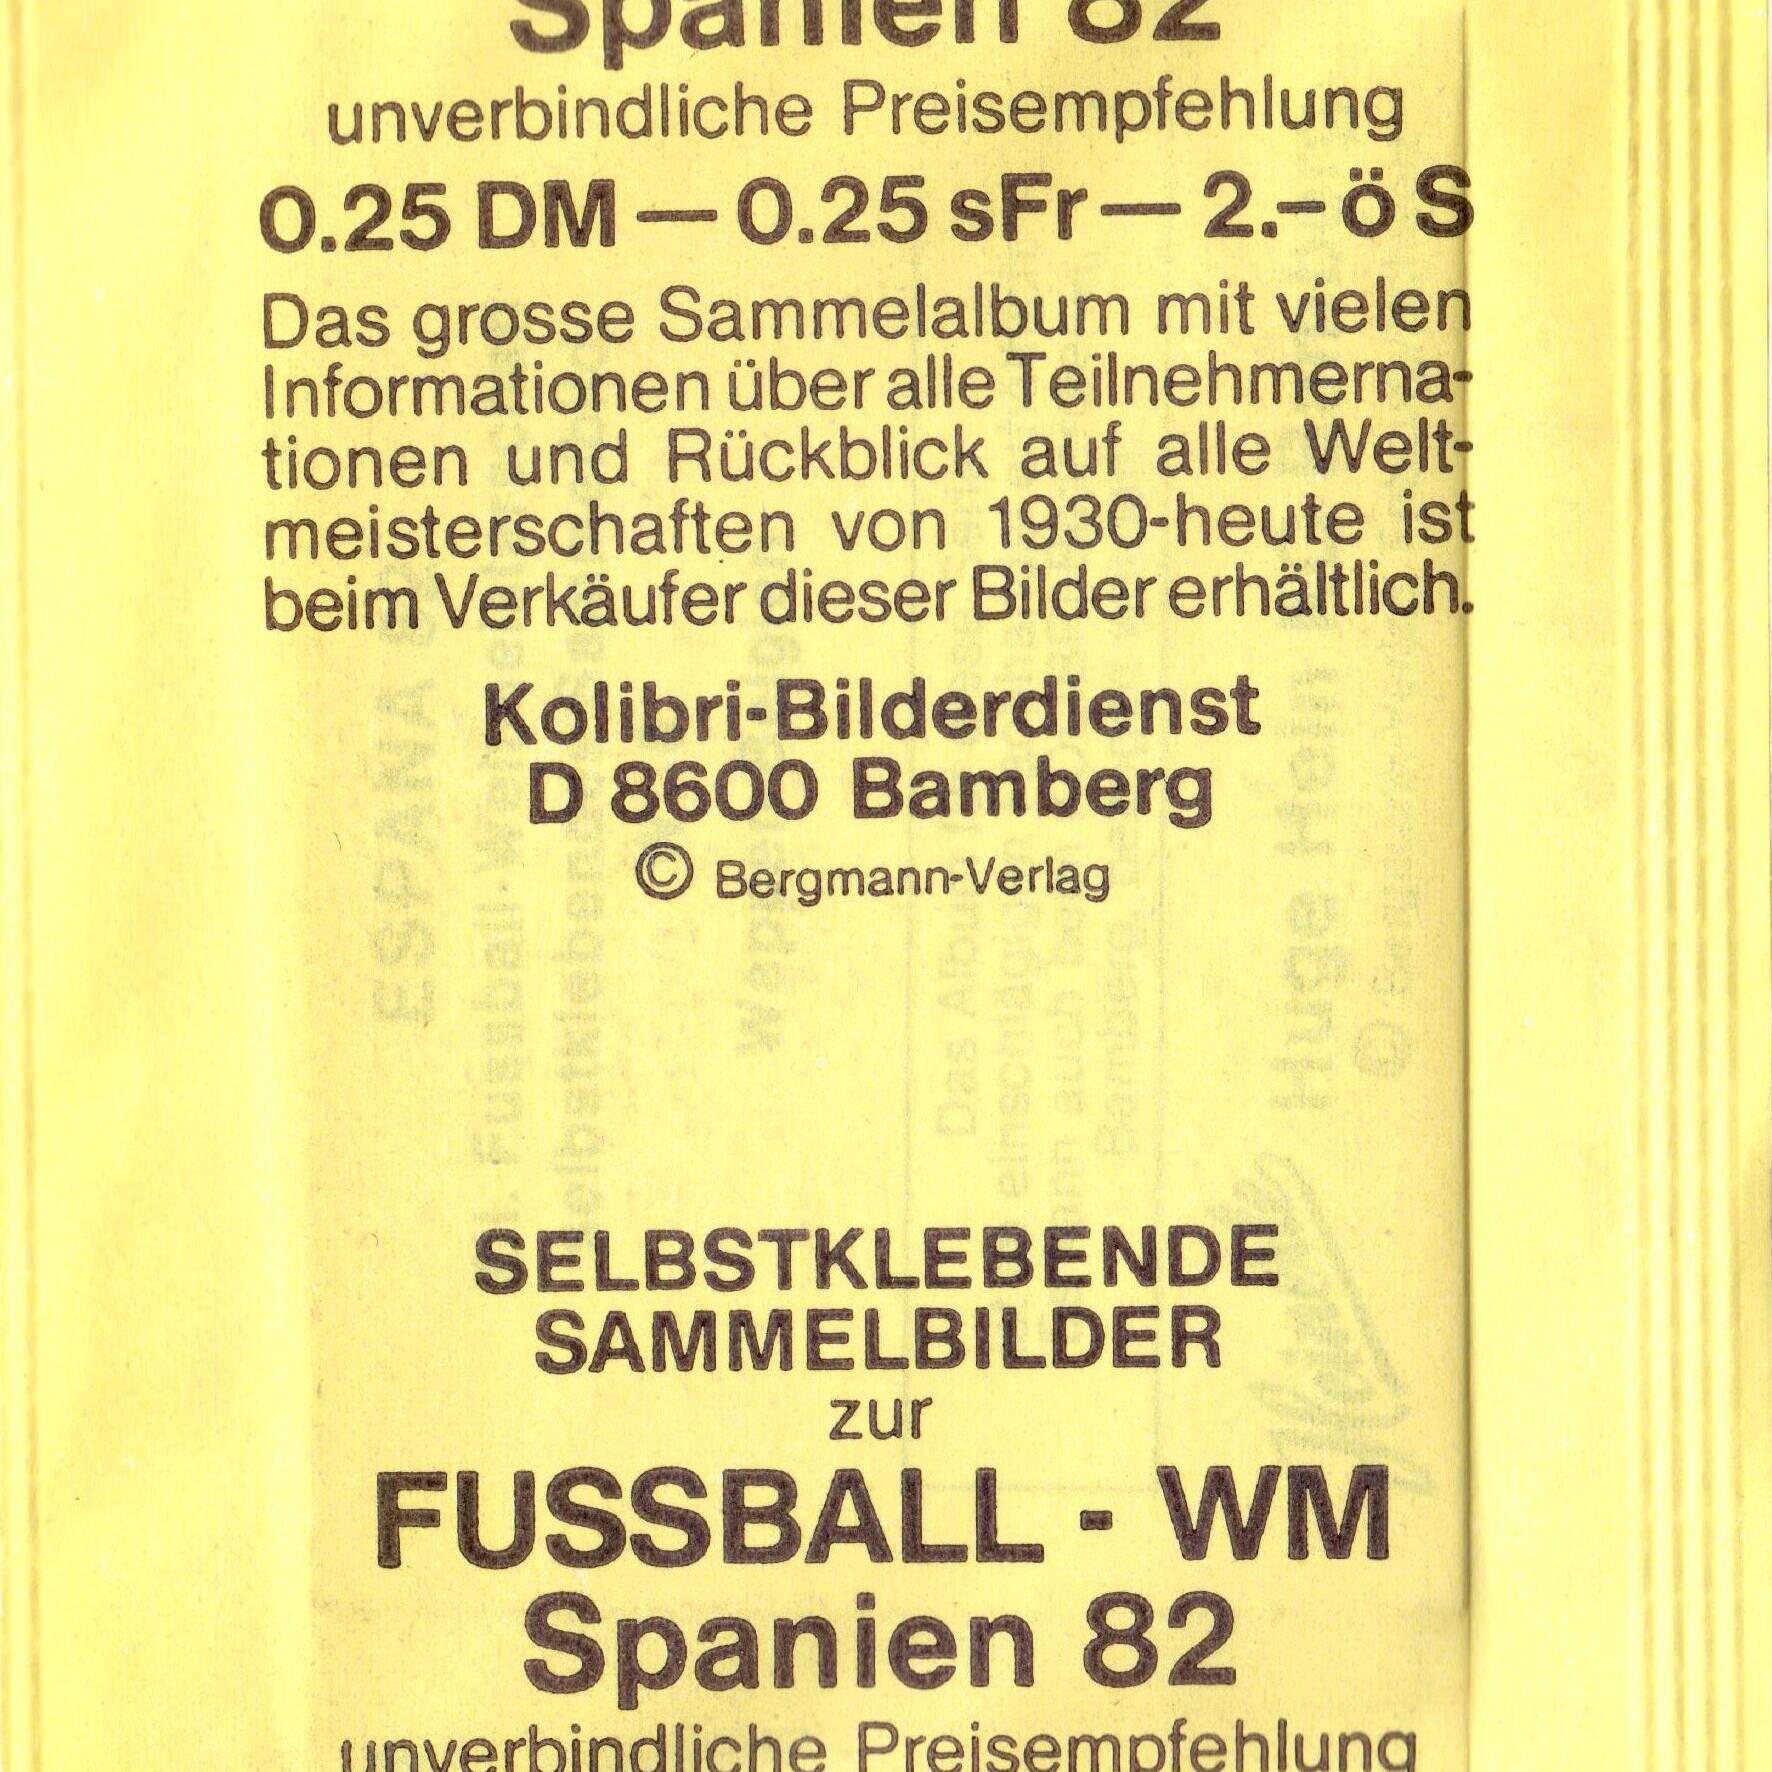 Spanien 82
unverbindliche Preisempfehlung
0.25 DM — 0.25 sFr — 2.– ö S
Das grosse Sammelalbum mit vielen
Informationen über alle Teilnehmerna-
tionen und Rückblick auf alle Welt-
meisterschaften von 1930-heute ist
beim Verkäufer dieser Bilder erhältlich.
Kolibri-Bilderdienst
D 8600 Bamberg
© Bergmann-Verlag
SELBSTKLEBENDE
SAMMELBILDER
zur
FUSSBALL - WM
Spanien 82
unverbindliche Preisempfehlung